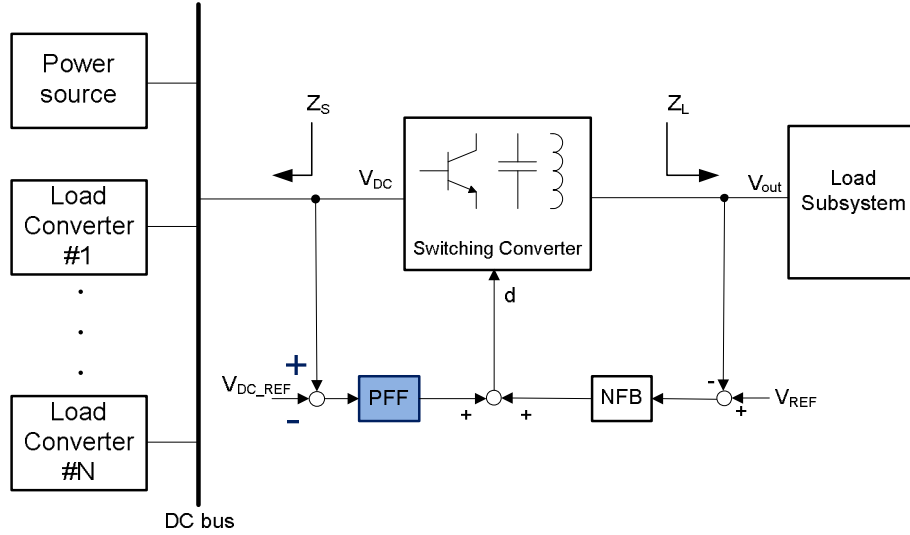 Power
source
Load
Converter
#1
.
.
.
Load
Converter
#N
DC bus
Z_S
V_DC
Switching Converter
Z_L
V_out
Load
Subsystem
d
+
V_DC_REF
-
PFF
+
+
NFB
-
+
V_REF